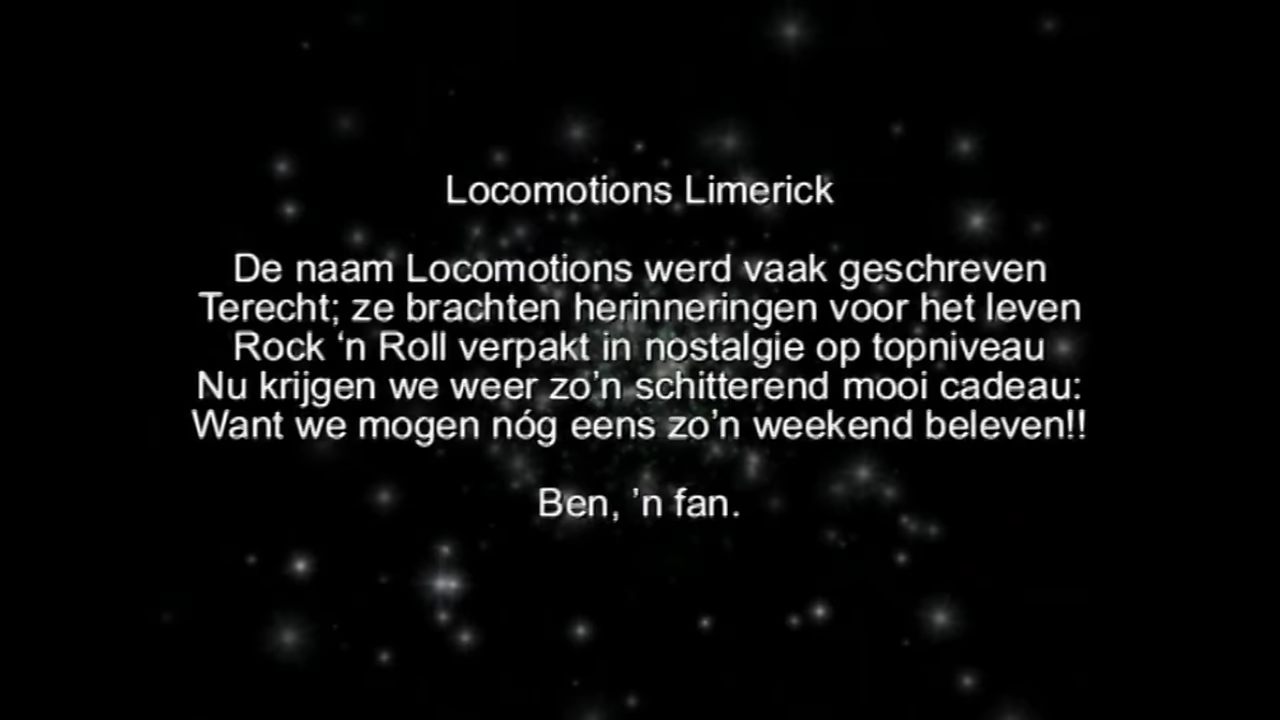 Locomotions Limerick
De naam Locomotions werd vaak geschreven
Terecht; ze brachten herinneringen voor het leven
Rock ‘n Roll verpakt in nostalgie op topniveau
Nu krijgen we weer zo’n schitterend mooi cadeau:
Want we mogen nóg eens zo’n weekend beleven!!
Ben, ’n fan.